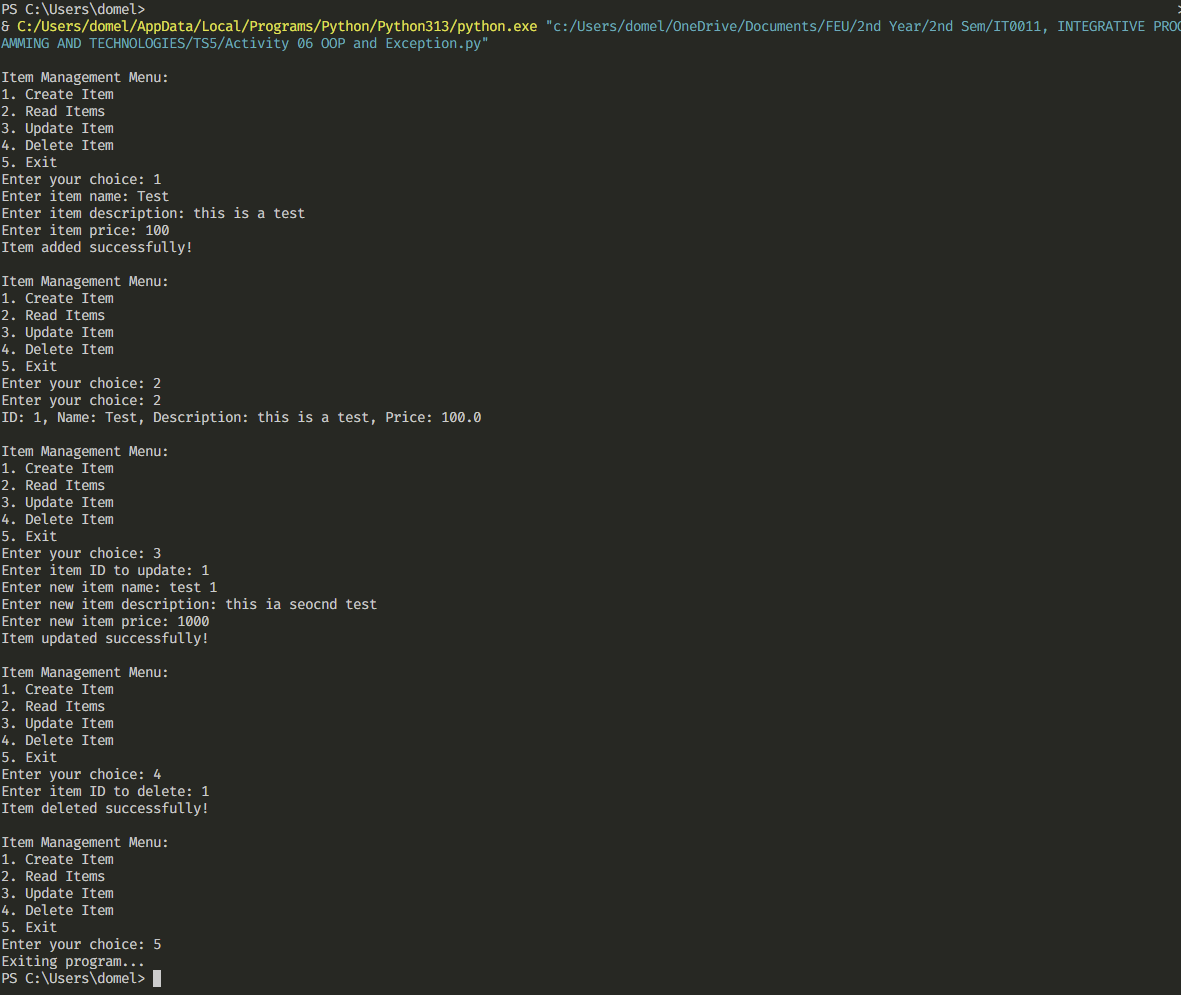 PS C:\Users\domel>
& C:/Users/domel/AppData/Local/Programs/Python/Python313/python.exe "c:/Users/domel/OneDrive/Documents/FEU/2nd Year/2nd Sem/IT0011, INTEGRATIVE PROG
AMMING AND TECHNOLOGIES/TS5/Activity 06 OOP and Exception.py"
Item Management Menu:
1. Create Item
2. Read Items
3. Update Item
4. Delete Item
5. Exit
Enter your choice: 1
Enter item name: Test
Enter item description: this is a test
Enter item price: 100
Item added successfully!
Item Management Menu:
1. Create Item
2. Read Items
3. Update Item
4. Delete Item
5. Exit
Enter your choice: 2
Enter your choice: 2
ID: 1, Name: Test, Description: this is a test, Price: 100.0
Item Management Menu:
1. Create Item
2. Read Items
3. Update Item
4. Delete Item
5. Exit
Enter your choice: 3
Enter item ID to update: 1
Enter new item name: test 1
Enter new item description: this ia seocnd test
Enter new item price: 1000
Item updated successfully!
Item Management Menu:
1. Create Item
2. Read Items
3. Update Item
4. Delete Item
5. Exit
Enter your choice: 4
Enter item ID to delete: 1
Item deleted successfully!
Item Management Menu:
1. Create Item
2. Read Items
3. Update Item
4. Delete Item
5. Exit
Enter your choice: 5
Exiting program...
PS C:\Users\domel>